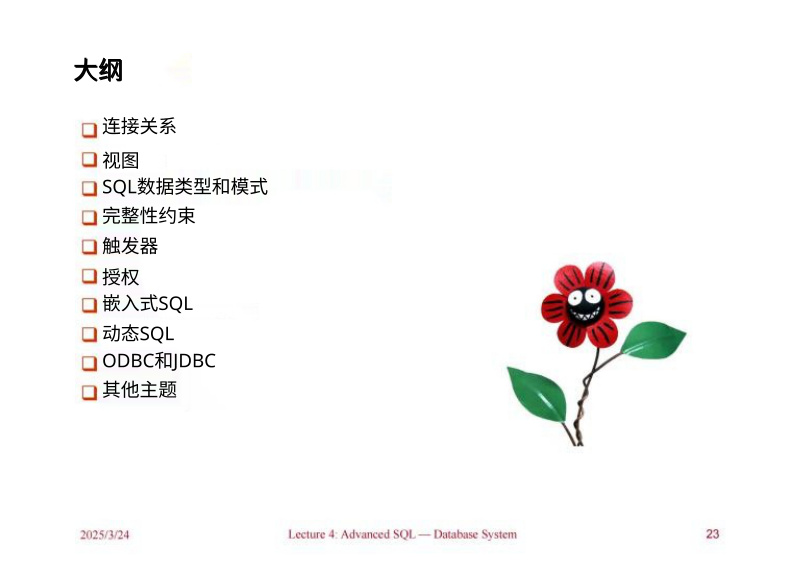 大纲
连接关系
视图
SQL数据类型和模式
完整性约束
触发器
授权
嵌入式SQL
动态SQL
ODBC和JDBC
其他主题
2025/3/24
Lecture 4: Advanced SQL — Database System
23